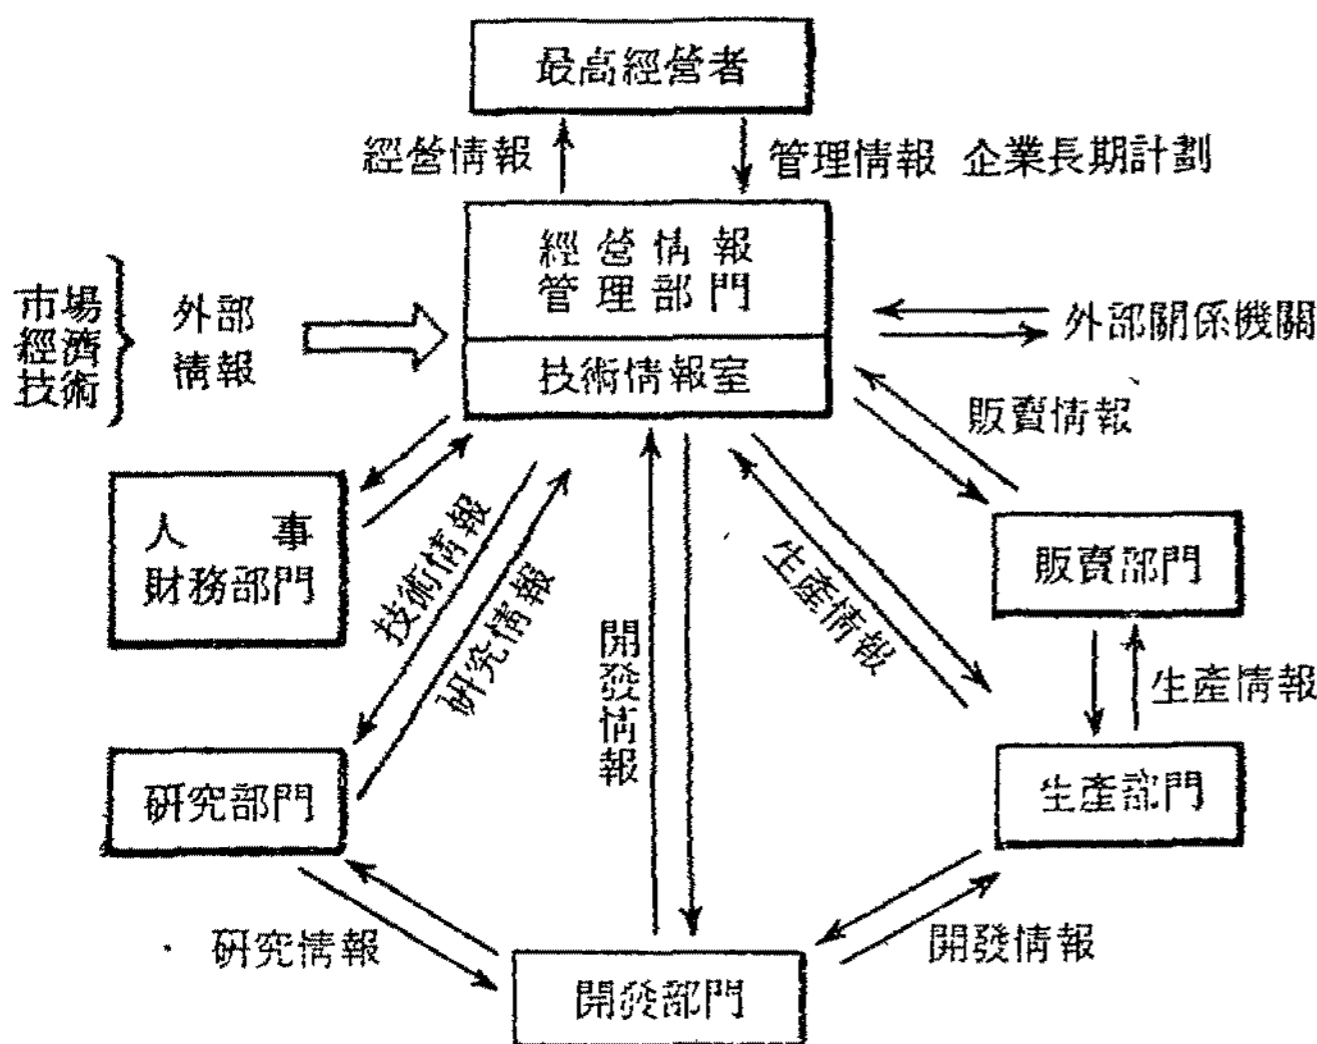 最高經營者
經營情報
管理情報 企業長期計劃
經營情報
管理部門
技術情報室
市場
經濟
技術
外部
情報
外部關係機關
販賣情報
人事
財務部門
技術情報
研究情報
開發情報
生產情報
販賣部門
生產情報
研究部門
生產部門
研究情報
開發情報
開發部門